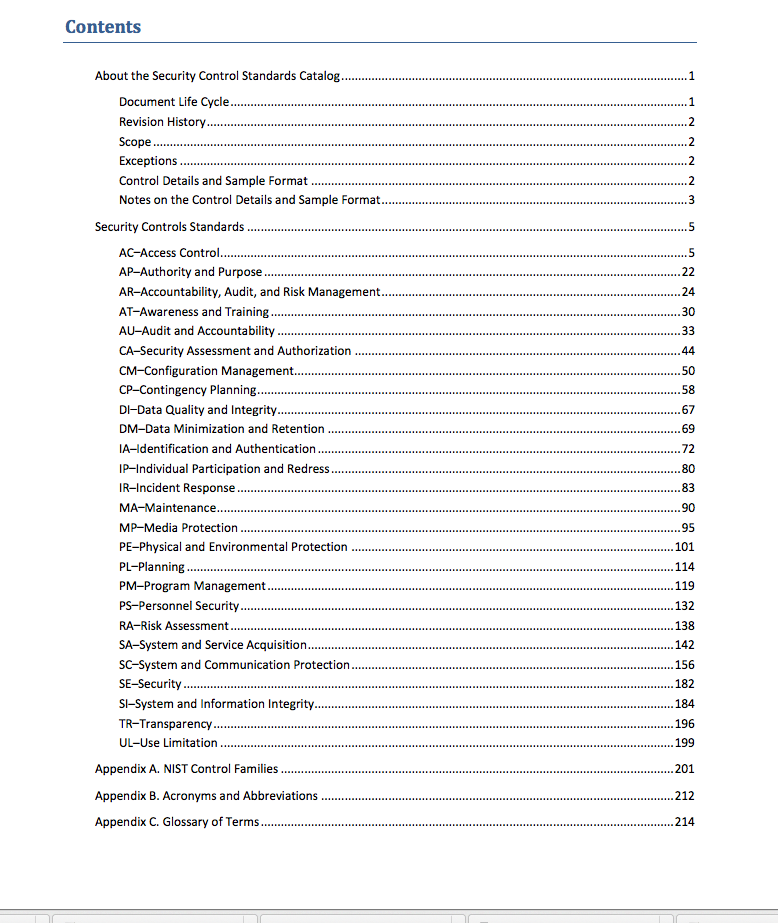 Contents
About the Security Control Standards Catalog 1
Document Life Cycle 1
Revision History 2
Scope 2
Exceptions 2
Control Details and Sample Format 2
Notes on the Control Details and Sample Format 3
Security Controls Standards 5
AC–Access Control 5
AP–Authority and Purpose 22
AR–Accountability, Audit, and Risk Management 24
AT–Awareness and Training 30
AU–Audit and Accountability 33
CA–Security Assessment and Authorization 44
CM–Configuration Management 50
CP–Contingency Planning 58
DI–Data Quality and Integrity 67
DM–Data Minimization and Retention 69
IA–Identification and Authentication 72
IP–Individual Participation and Redress 80
IR–Incident Response 83
MA–Maintenance 90
MP–Media Protection 95
PE–Physical and Environmental Protection 101
PL–Planning 114
PM–Program Management 119
PS–Personnel Security 132
RA–Risk Assessment 138
SA–System and Service Acquisition 142
SC–System and Communication Protection 156
SE–Security 182
SI–System and Information Integrity 184
TR–Transparency 196
UL–Use Limitation 199
Appendix A. NIST Control Families 201
Appendix B. Acronyms and Abbreviations 212
Appendix C. Glossary of Terms 214